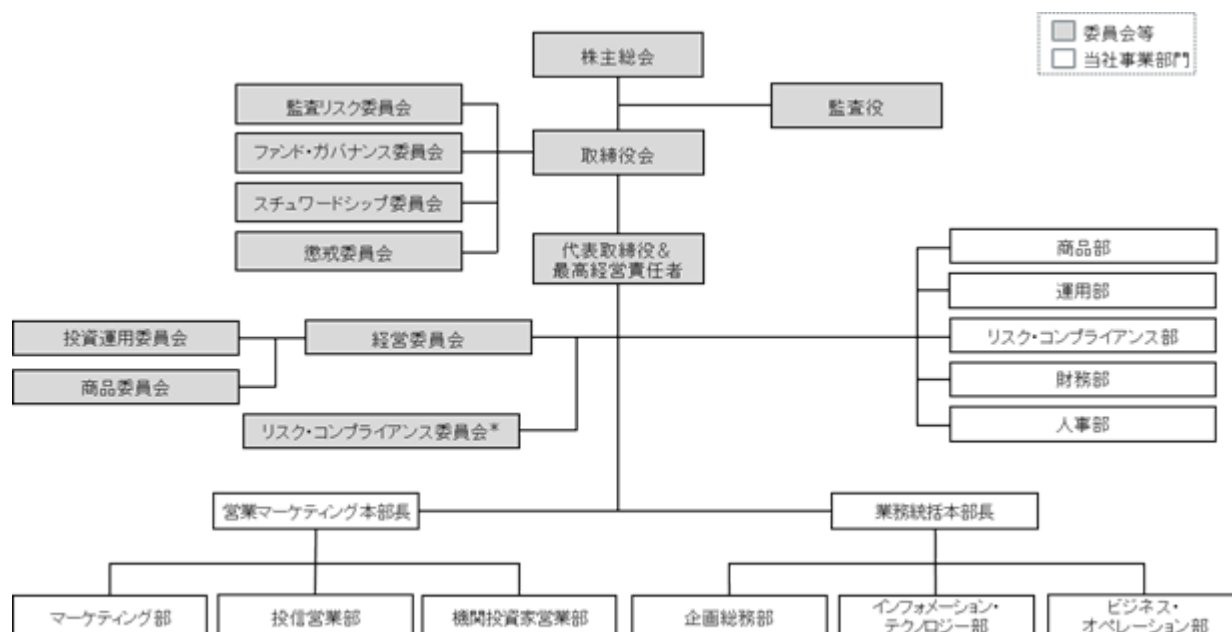 委員会等
当社事業部門
株主総会
監査リスク委員会
監査役
ファンド・ガバナンス委員会
取締役会
スチュワードシップ委員会
懲戒委員会
代表取締役&
最高経営責任者
商品部
運用部
投資運用委員会
経営委員会
リスク・コンプライアンス部
商品委員会
財務部
リスク・コンプライアンス委員会*
人事部
営業マーケティング本部長
業務統括本部長
マーケティング部
投信営業部
機関投資家営業部
企画総務部
インフォメーション・
テクノロジー部
ビジネス・
オペレーション部